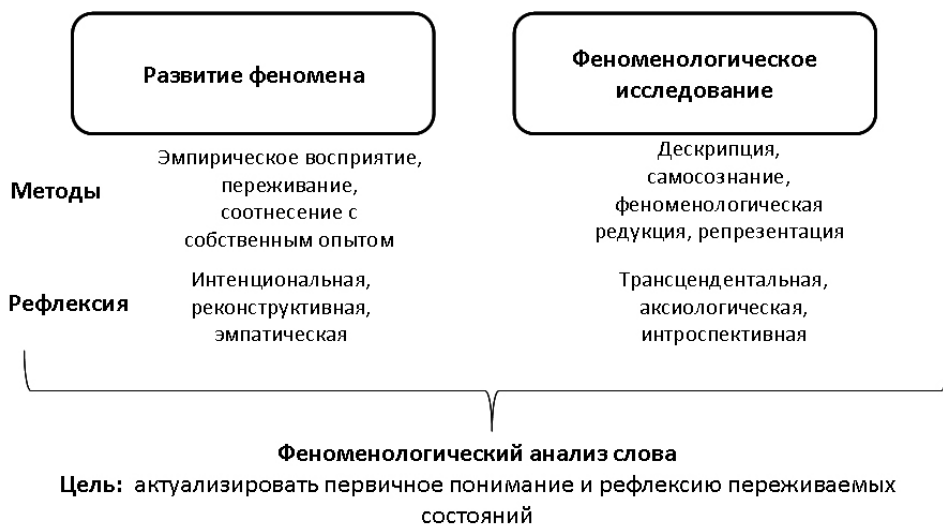 Развитие феномена
Феноменологическое
исследование
Методы
Эмпирическое восприятие,
переживание,
соотнесение с
собственным опытом
Дескрипция,
самосознание,
феноменологическая
редукция, репрезентация
Рефлексия
Интенциональная,
реконструктивная,
эмпатическая
Трансцендентальная,
аксиологическая,
интроспективная
Феноменологический анализ слова
Цель: актуализировать первичное понимание и рефлексию переживаемых
состояний